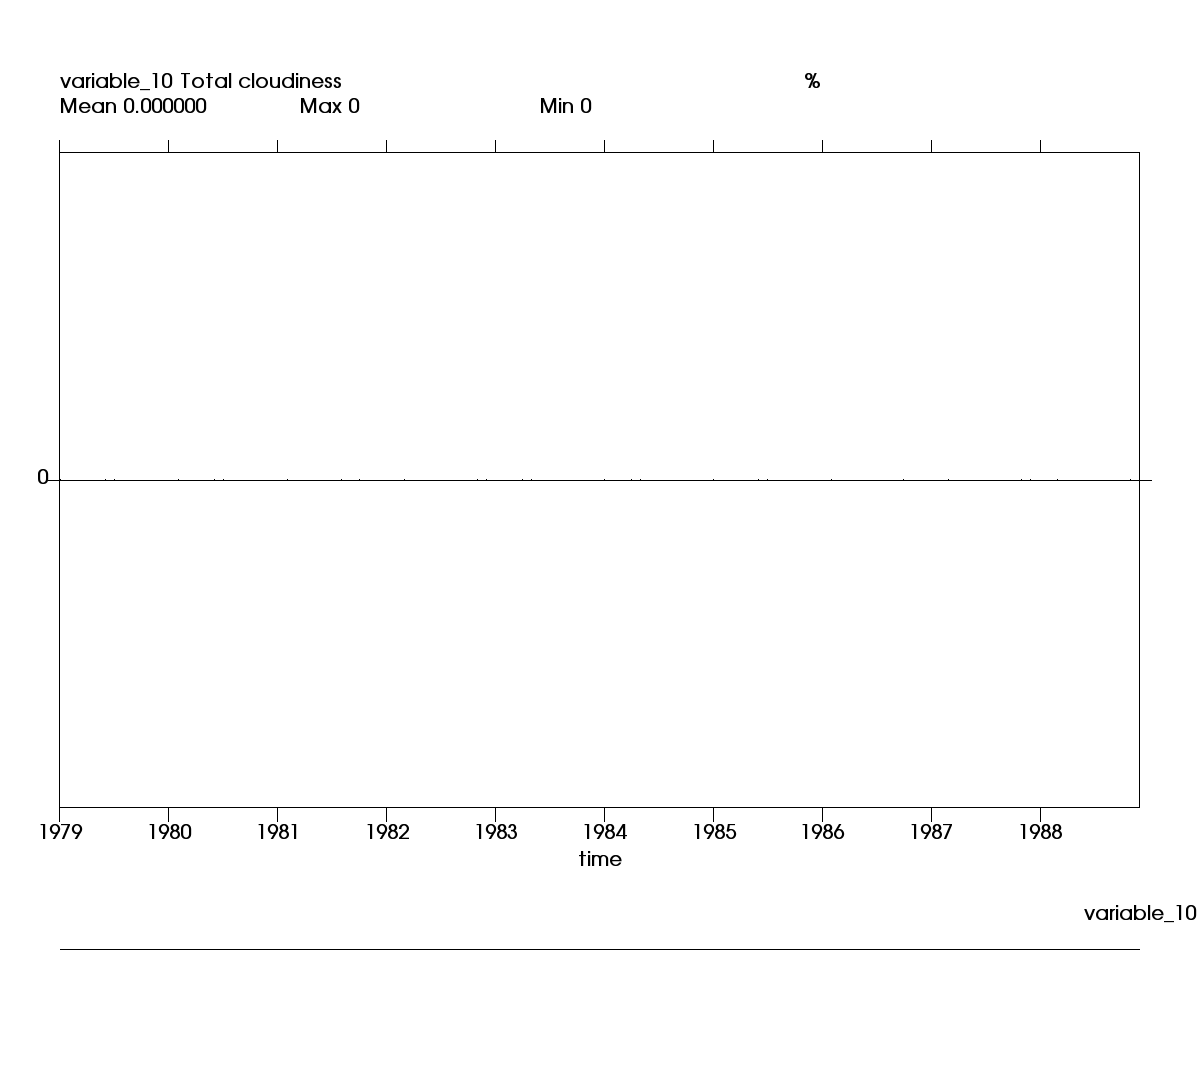 variable_10 Total cloudiness %
Mean 0.000000 Max 0 Min 0
0
1979 1980 1981 1982 1983 1984 1985 1986 1987 1988
time
variable_10